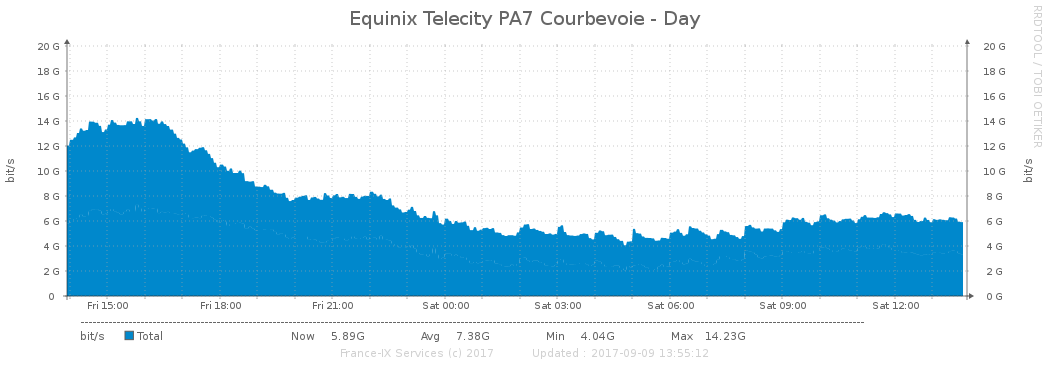 Equinix Telecity PA7 Courbevoie - Day
RRDTOOL / TOBI OETIKER
bit/s
bit/s
20 G 20 G
18 G 18 G
16 G 16 G
14 G 14 G
12 G 12 G
10 G 10 G
8 G 8 G
6 G 6 G
4 G 4 G
2 G 2 G
0 0 G
Fri 15:00 Fri 18:00 Fri 21:00 Sat 00:00 Sat 03:00 Sat 06:00 Sat 09:00 Sat 12:00
bit/s Total Now 5.89G Avg 7.38G Min 4.04G Max 14.23G
France-IX Services (c) 2017 Updated : 2017-09-09 13:55:12